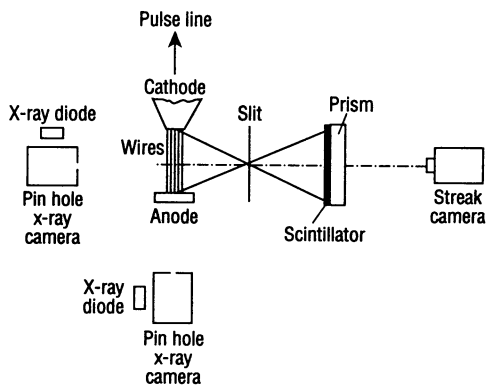 Pulse line
Cathode
X-ray diode
Wires
Slit
Prism
Pin hole
x-ray
camera
Anode
Scintillator
Streak
camera
X-ray
diode
Pin hole
x-ray
camera